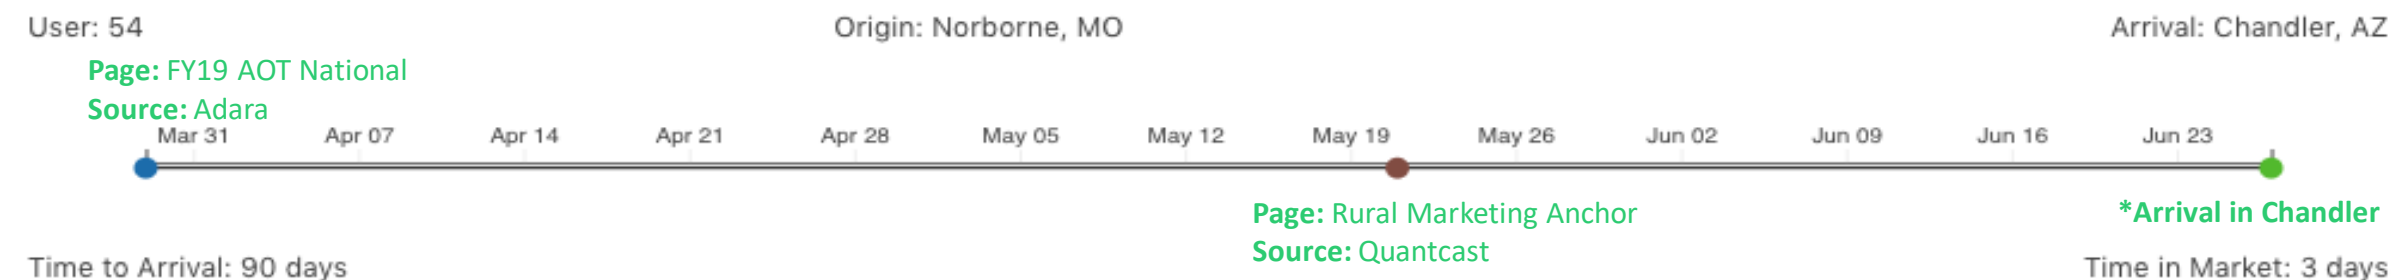 User: 54
Origin: Norborne, MO
Arrival: Chandler, AZ
Page: FY19 AOT National
Source: Adara
Mar 31 Apr 07 Apr 14 Apr 21 Apr 28 May 05 May 12 May 19 May 26 Jun 02 Jun 09 Jun 16 Jun 23
Page: Rural Marketing Anchor
Source: Quantcast
*Arrival in Chandler
Time to Arrival: 90 days
Time in Market: 3 days